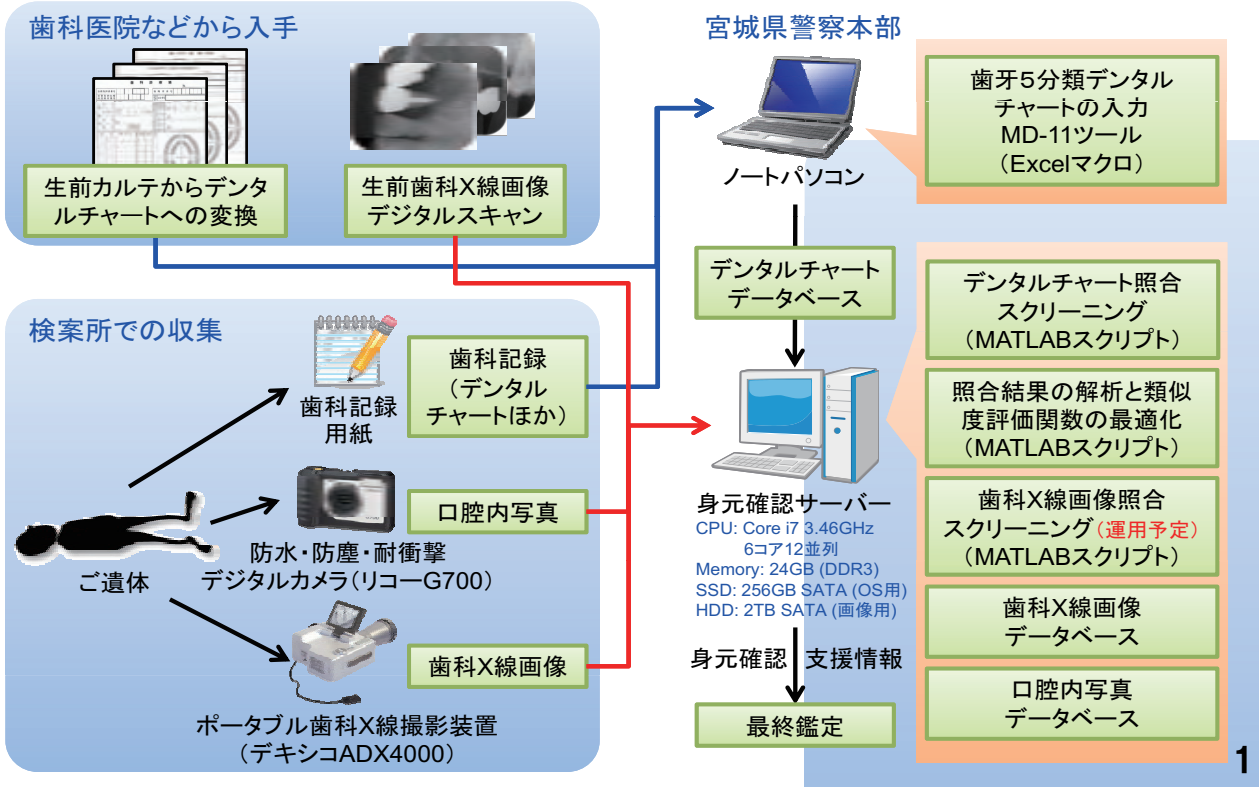 歯科医院などから入手
生前カルテからデンタ
ルチャートへの変換
生前歯科X線画像
デジタルスキャン
検案所での収集
ご遺体
歯科記録
用紙
歯科記録
(デンタル
チャートほか)
防水・防塵・耐衝撃
デジタルカメラ(リコーG700)
口腔内写真
ポータブル歯科X線撮影装置
(デキシコADX4000)
歯科X線画像
宮城県警察本部
ノートパソコン
歯牙5分類デンタル
チャートの入力
MD-11ツール
(Excelマクロ)
デンタルチャート
データベース
身元確認サーバー
CPU: Core i7 3.46GHz
6コア12並列
Memory: 24GB (DDR3)
SSD: 256GB SATA (OS用)
HDD: 2TB SATA (画像用)
身元確認 支援情報
最終鑑定
デンタルチャート照合
スクリーニング
(MATLABスクリプト)
照合結果の解析と類似
度評価関数の最適化
(MATLABスクリプト)
歯科X線画像照合
スクリーニング(運用予定)
(MATLABスクリプト)
歯科X線画像
データベース
口腔内写真
データベース
1